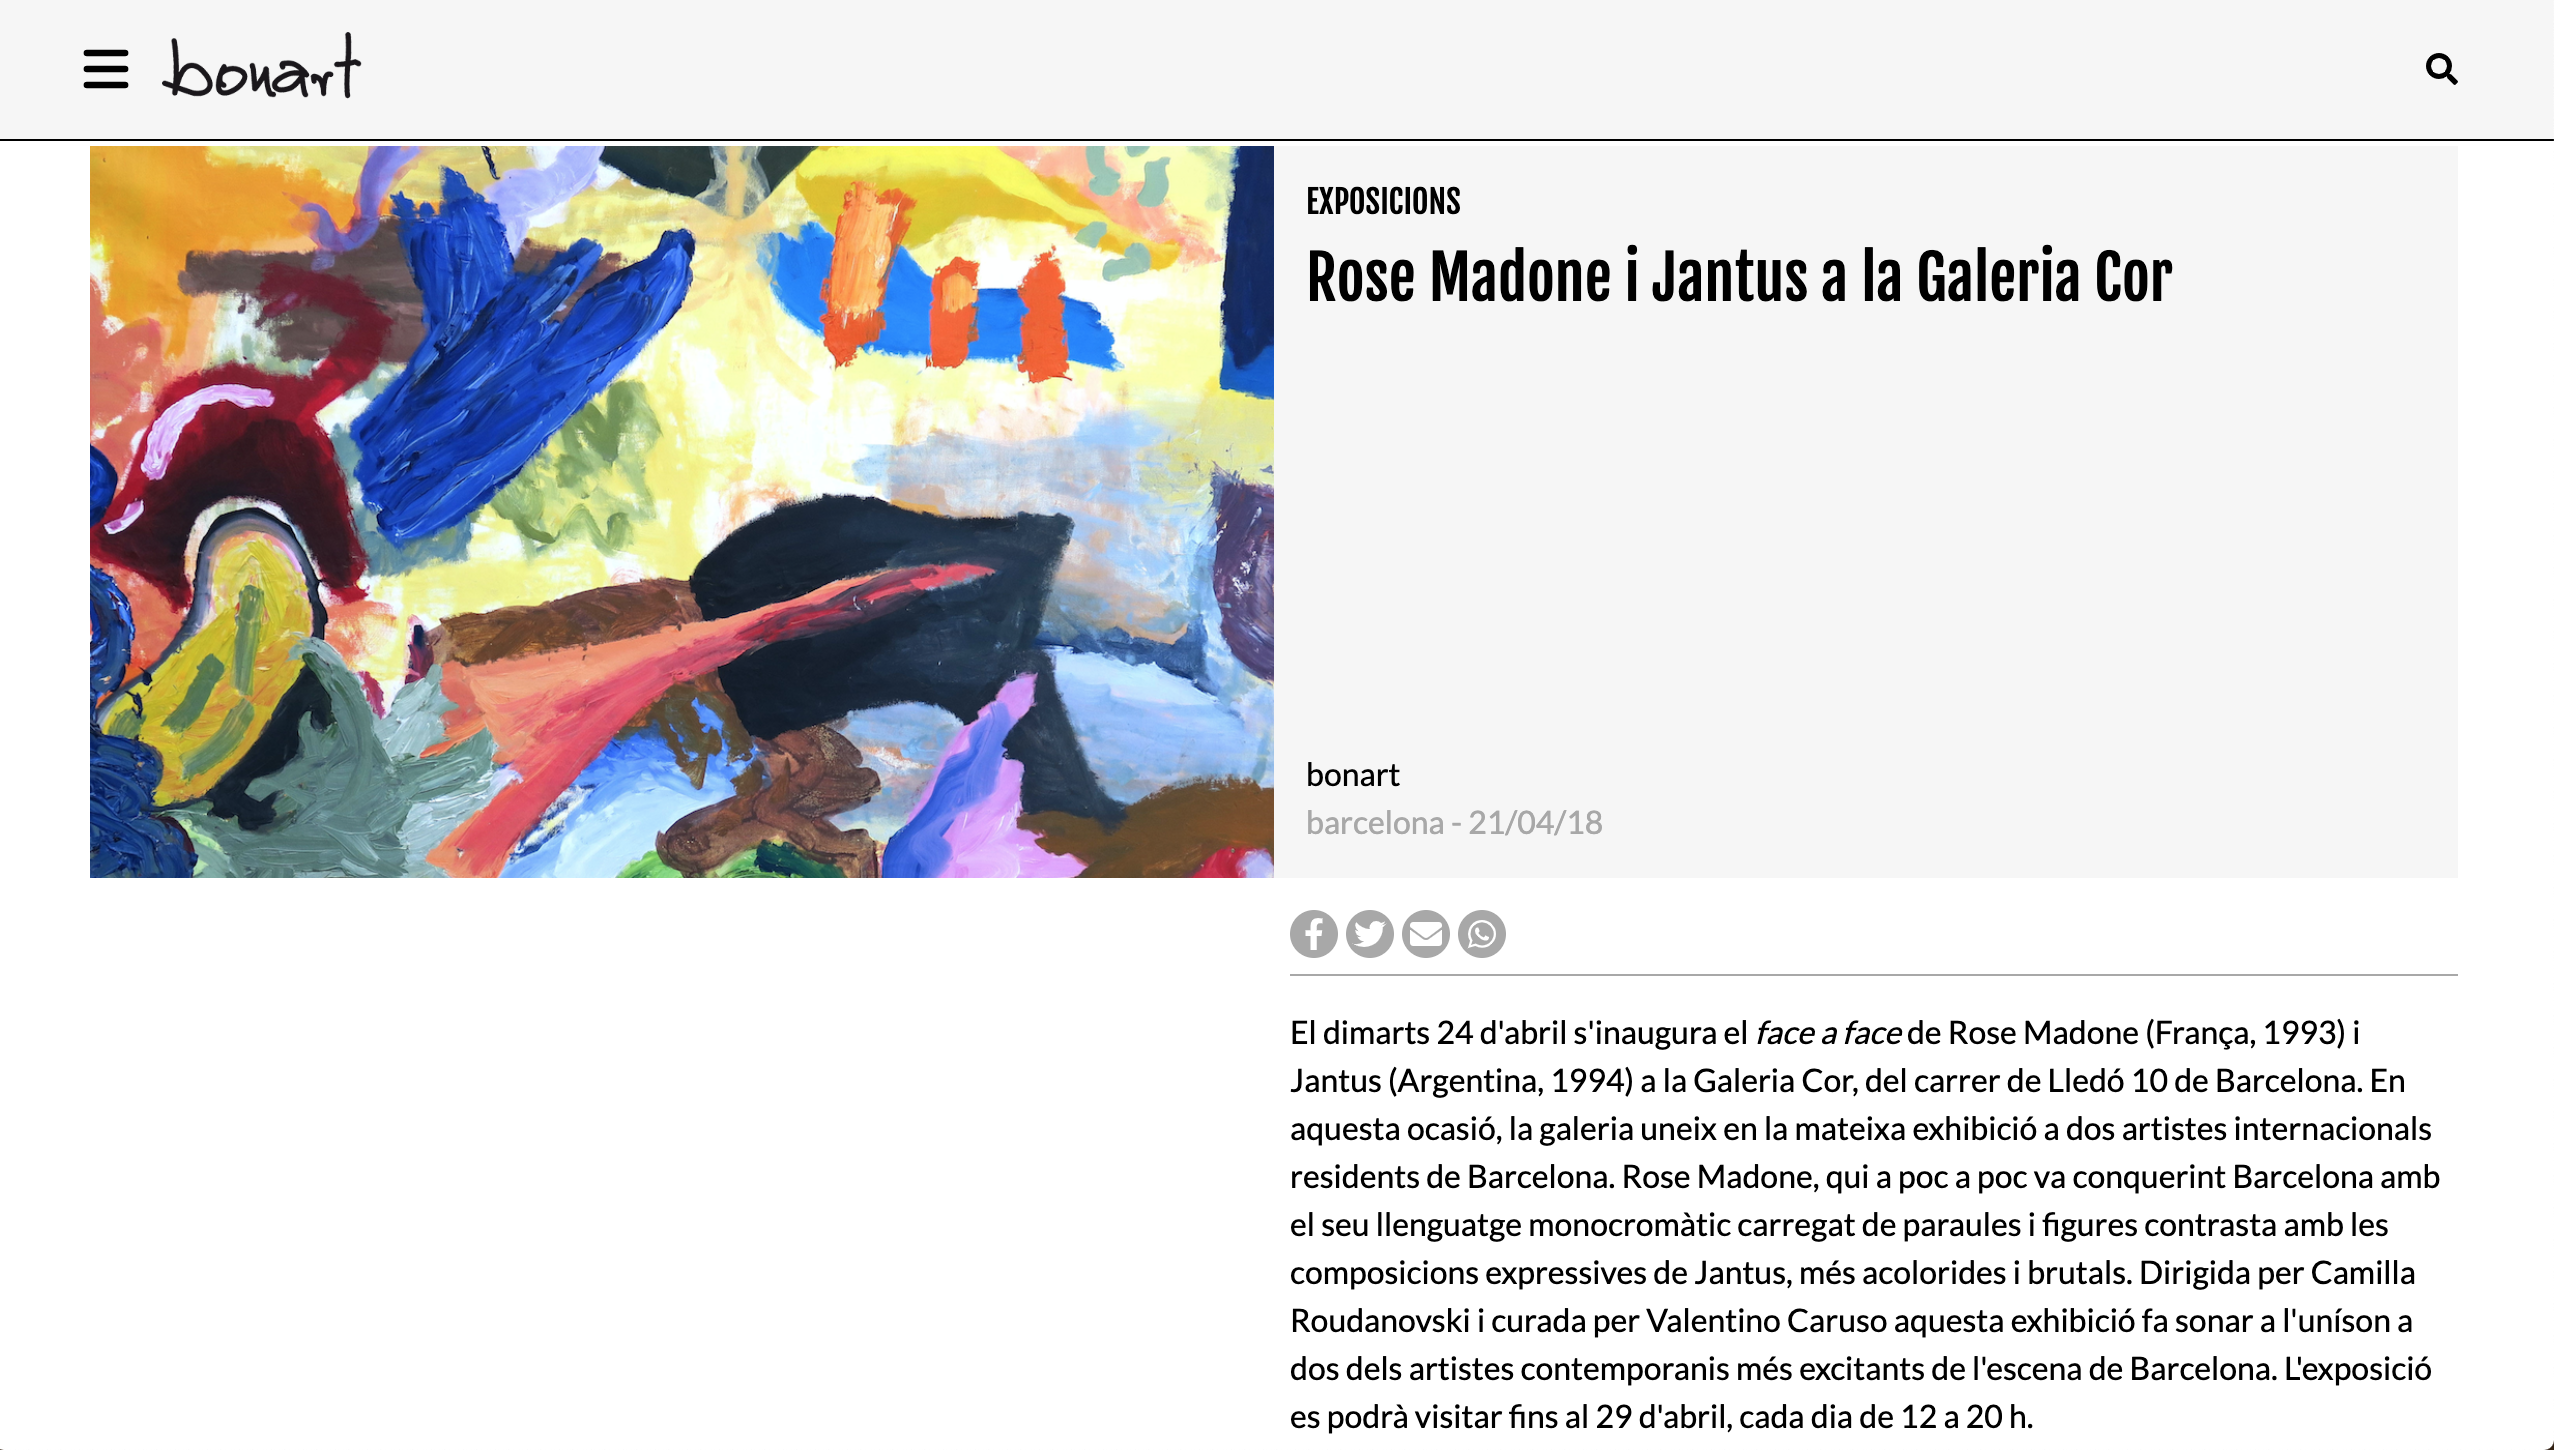 bonart
EXPOSICIONS
Rose Madone i Jantus a la Galeria Cor
bonart
barcelona - 21/04/18
El dimarts 24 d'abril s'inaugura el face a face de Rose Madone (França, 1993) i
Jantus (Argentina, 1994) a la Galeria Cor, del carrer de Lledó 10 de Barcelona. En
aquesta ocasió, la galeria uneix en la mateixa exhibició a dos artistes internacionals
residents de Barcelona. Rose Madone, qui a poc a poc va conquerint Barcelona amb
el seu llenguatge monocromàtic carregat de paraules i figures contrasta amb les
composicions expressives de Jantus, més acolorides i brutals. Dirigida per Camilla
Roudanovski i curada per Valentino Caruso aquesta exhibició fa sonar a l'uníson a
dos dels artistes contemporanis més excitants de l'escena de Barcelona. L'exposició
es podrà visitar fins al 29 d'abril, cada dia de 12 a 20 h.